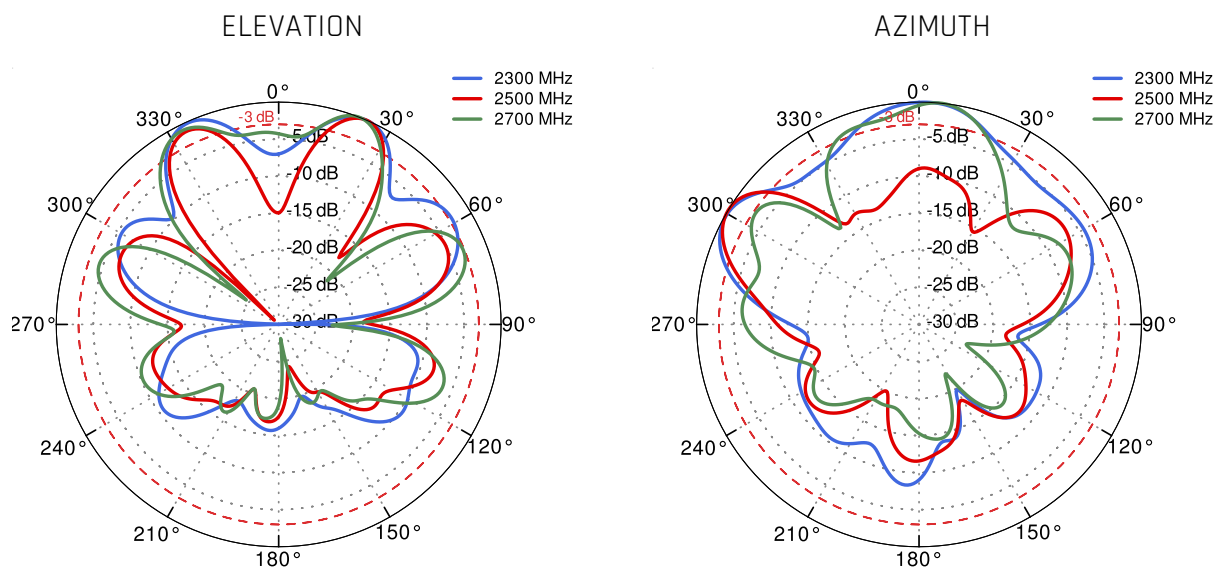 ELEVATION
2300 MHz
2500 MHz
2700 MHz
0°
30°
60°
90°
120°
150°
180°
210°
240°
270°
300°
330°
-3 dB
-5 dB
-10 dB
-15 dB
-20 dB
-25 dB
-30 dB
AZIMUTH
2300 MHz
2500 MHz
2700 MHz
0°
30°
60°
90°
120°
150°
180°
210°
240°
270°
300°
330°
-3 dB
-5 dB
-10 dB
-15 dB
-20 dB
-25 dB
-30 dB